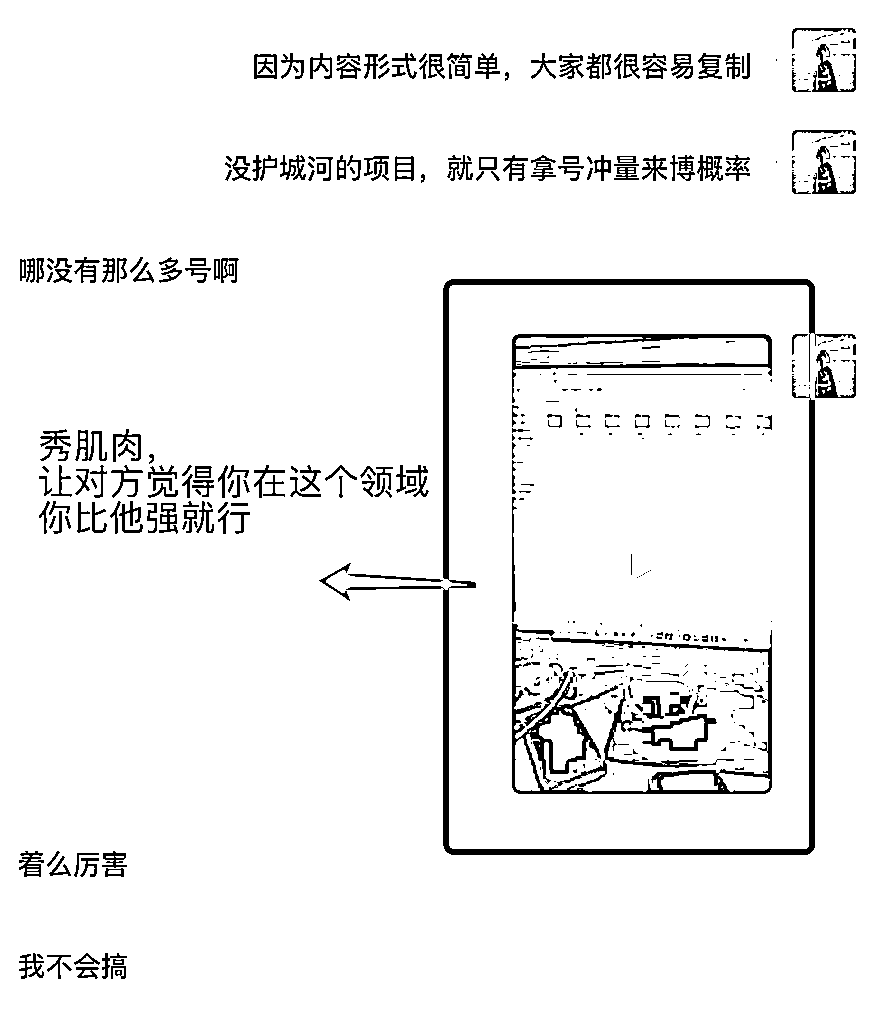 因为内容形式很简单，大家都很容易复制
没护城河的项目，就只有拿号冲量来博概率
哪没有那么多号啊
秀肌肉，
让对方觉得你在这个领域
你比他强就行
着么厉害
我不会搞